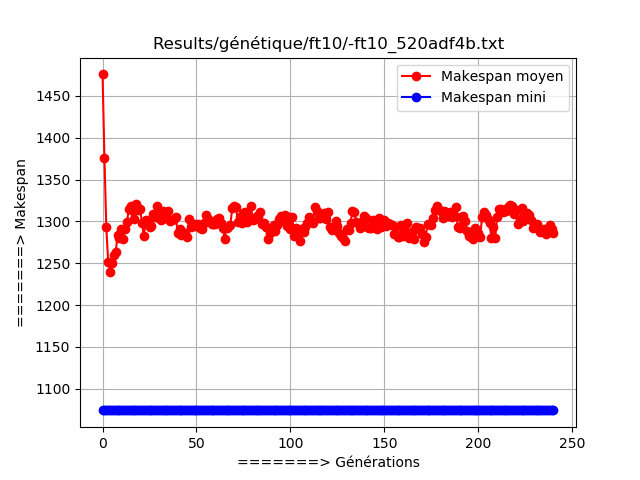 Results/génétique/ft10/-ft10_520adf4b.txt
Makespan moyen
Makespan mini
=======> Makespan
1450
1400
1350
1300
1250
1200
1150
1100
0 50 100 150 200 250
=======> Générations